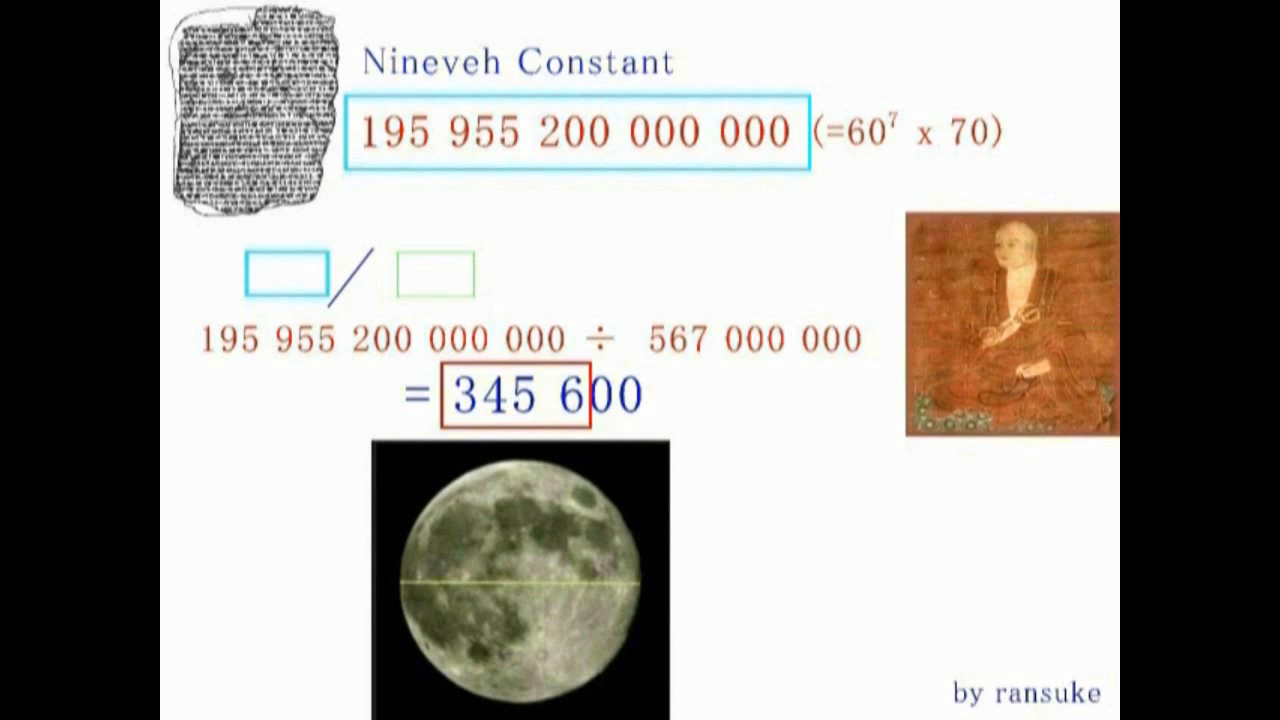 Nineveh Constant
195 955 200 000 000 (=60⁷ x 70)
/
195 955 200 000 000 ÷ 567 000 000
= 345 600
by ransuke